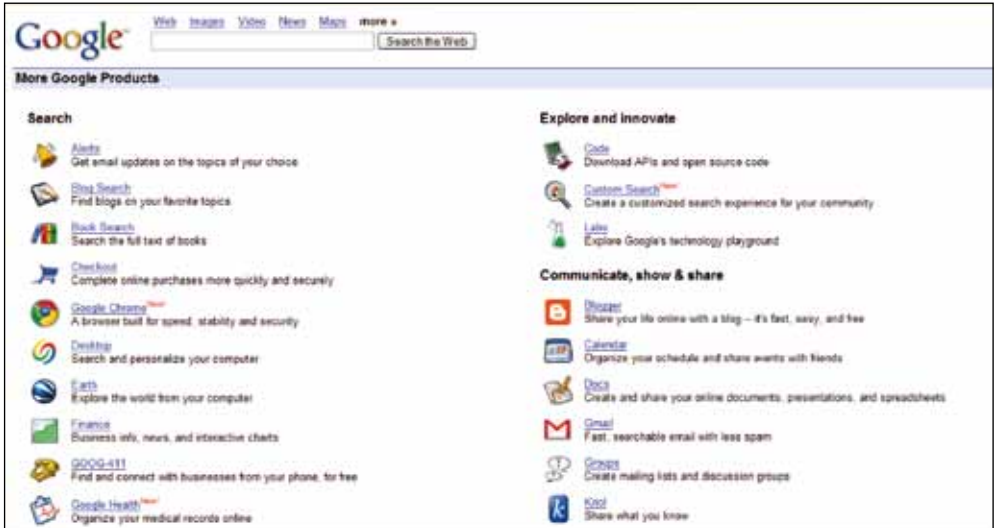 Google
Web Images Video News Maps more »
Search the Web
More Google Products
Search
Alerts
Get email updates on the topics of your choice
Blog Search
Find blogs on your favorite topics
Book Search
Search the full text of books
Checkout
Complete online purchases more quickly and securely
Google Chrome New!
A browser built for speed, stability and security
Desktop
Search and personalize your computer
Earth
Explore the world from your computer
Finance
Business info, news, and interactive charts
GOOG-411
Find and connect with businesses from your phone, for free
Google Health New!
Organize your medical records online
Explore and innovate
Code
Download APIs and open source code
Custom Search New!
Create a customized search experience for your community
Labs
Explore Google's technology playground
Communicate, show & share
Blogger
Share your life online with a blog -- it's fast, easy, and free
Calendar
Organize your schedule and share events with friends
Docs
Create and share your online documents, presentations, and spreadsheets
Gmail
Fast, searchable email with less spam
Groups
Create mailing lists and discussion groups
Knol
Share what you know